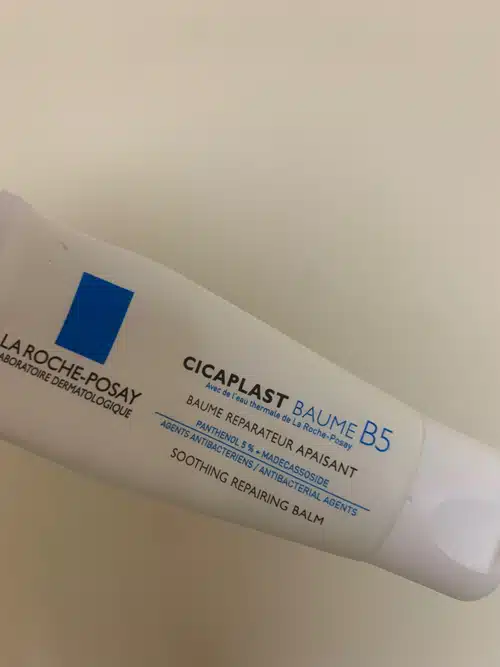 LA ROCHE-POSAY
LABORATOIRE DERMATOLOGIQUE
CICAPLAST BAUME B5
Avec de l'eau thermale de La Roche-Posay
BAUME REPARATEUR APAISANT
PANTHENOL 5% + MADECASSOSIDE
AGENTS ANTIBACTERIENS / ANTIBACTERIAL AGENTS
SOOTHING REPAIRING BALM